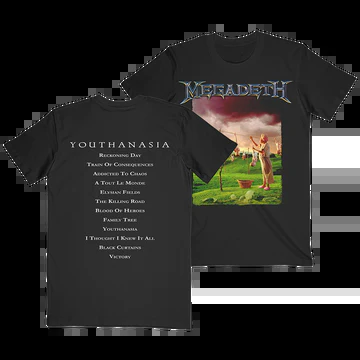 MEGADETH
YOUTHANASIA
RECKONING DAY
TRAIN OF CONSEQUENCES
ADDICTED TO CHAOS
A TOUT LE MONDE
ELYSIAN FIELDS
THE KILLING ROAD
BLOOD OF HEROES
FAMILY TREE
YOUTHANASIA
I THOUGHT I KNEW IT ALL
BLACK CURTAINS
VICTORY